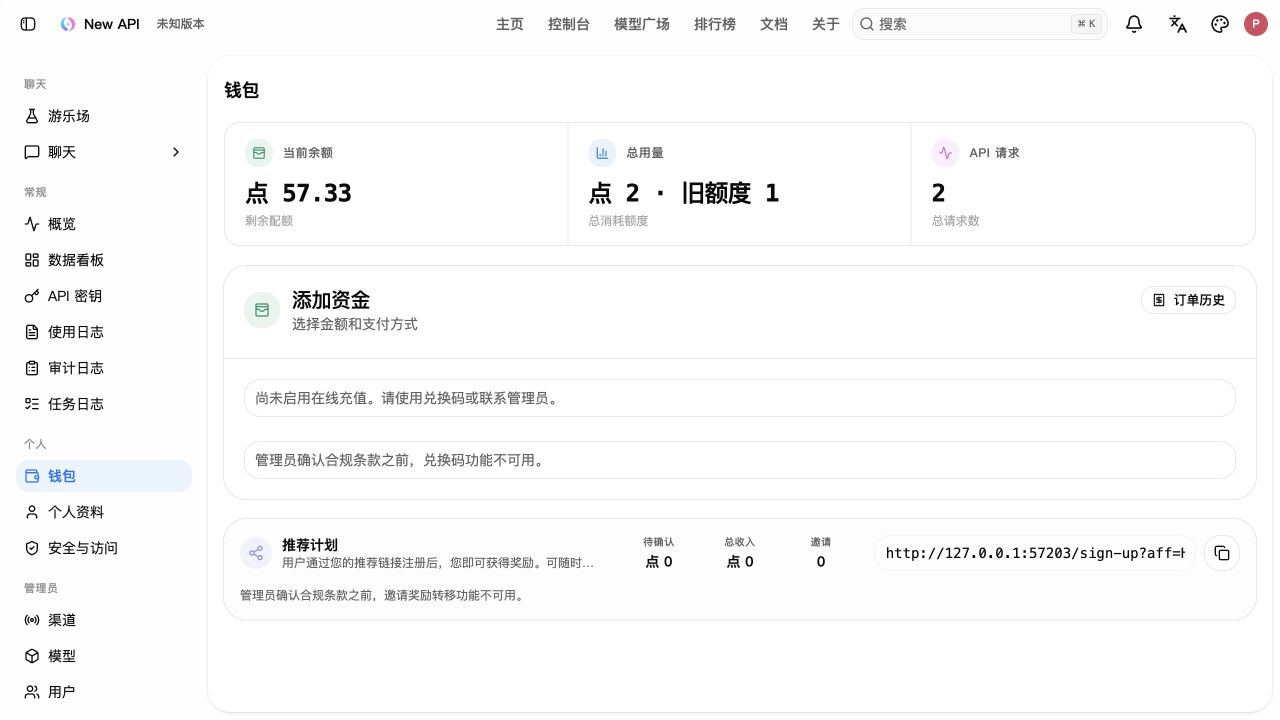 New API
未知版本
主页
控制台
模型广场
排行榜
文档
关于
搜索
⌘ K
P
聊天
游乐场
聊天
常规
概览
数据看板
API 密钥
使用日志
审计日志
任务日志
个人
钱包
个人资料
安全与访问
管理员
渠道
模型
用户
钱包
当前余额
点 57.33
剩余配额
总用量
点 2 · 旧额度 1
总消耗额度
API 请求
2
总请求数
添加资金
选择金额和支付方式
订单历史
尚未启用在线充值。请使用兑换码或联系管理员。
管理员确认合规条款之前，兑换码功能不可用。
推荐计划
用户通过您的推荐链接注册后，您即可获得奖励。可随时…
待确认
点 0
总收入
点 0
邀请
0
http://127.0.0.1:57203/sign-up?aff=
管理员确认合规条款之前，邀请奖励转移功能不可用。